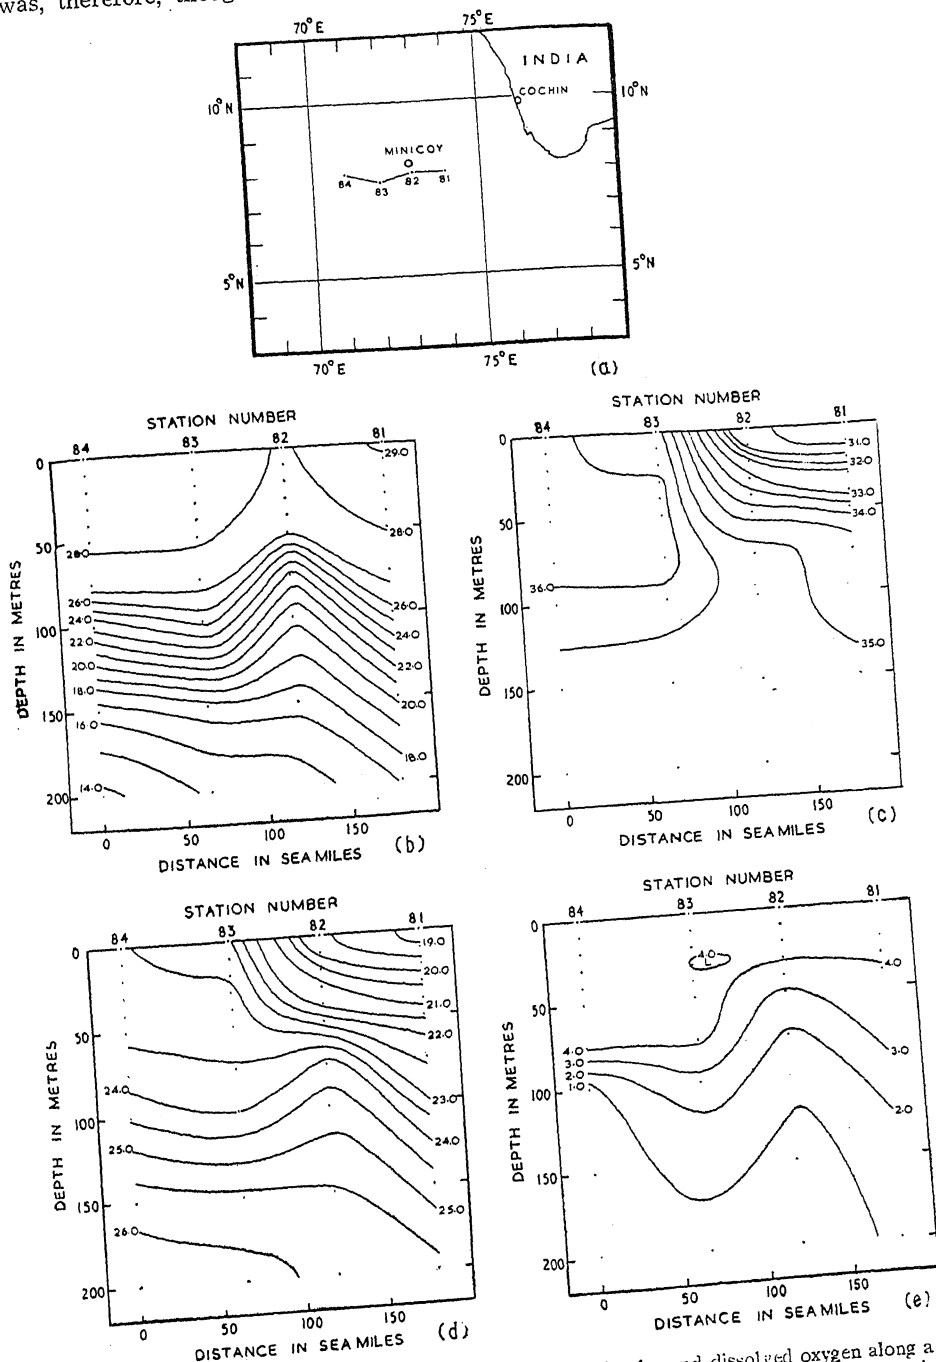 was, therefore,
70°E 75°E
INDIA
COCHIN
10°N 10°N
MINICOY
84 83 82 81
5°N 5°N
70°E 75°E
(a)
STATION NUMBER
84 83 82 81
0
50
100
150
200
DEPTH IN METRES
29.0
28.0 28.0
26.0 26.0
24.0 24.0
22.0 22.0
20.0 20.0
18.0 18.0
16.0
14.0
0 50 100 150
DISTANCE IN SEAMILES
(b)
STATION NUMBER
84 83 82 81
0
50
100
150
200
DEPTH IN METRES
31.0
32.0
33.0
34.0
36.0
35.0
0 50 100 150
DISTANCE IN SEAMILES
(c)
STATION NUMBER
84 83 82 81
0
50
100
150
200
DEPTH IN METRES
19.0
20.0
21.0
22.0
23.0
24.0 24.0
25.0 25.0
26.0
0 50 100 150
DISTANCE IN SEAMILES
(d)
STATION NUMBER
84 83 82 81
0
50
100
150
200
DEPTH IN METRES
4.0
L
4.0
4.0
3.0 3.0
2.0 2.0
1.0
0 50 100 150
DISTANCE IN SEAMILES
(e)
dissolved oxygen along a